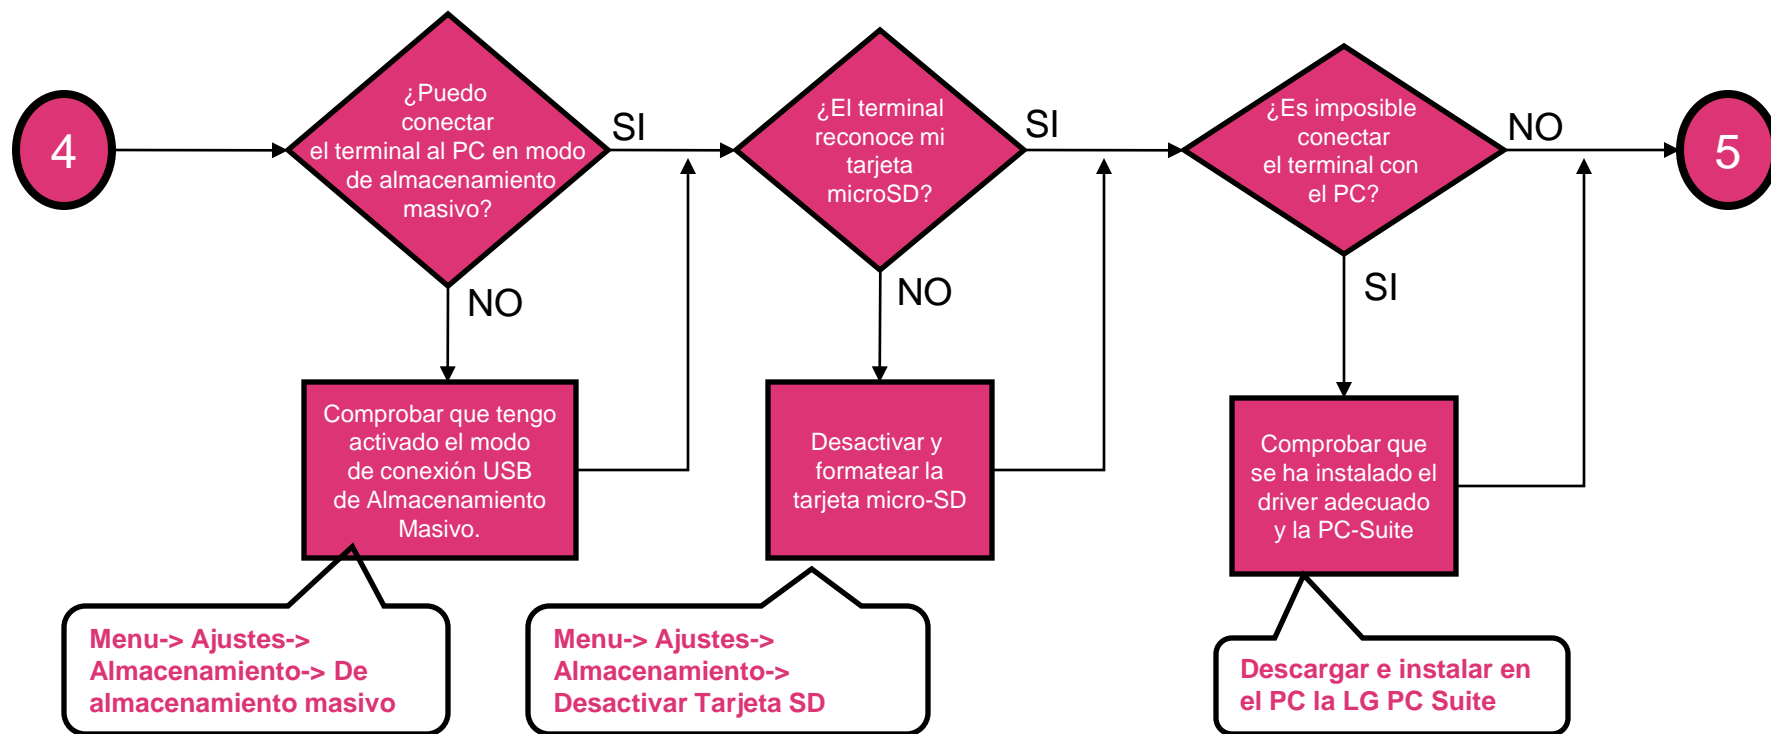 4
¿Puedo
conectar
el terminal al PC en modo
de almacenamiento
masivo?
SI
NO
Comprobar que tengo
activado el modo
de conexión USB
de Almacenamiento
Masivo.
Menu-> Ajustes->
Almacenamiento-> De
almacenamiento masivo
¿El terminal
reconoce mi
tarjeta
microSD?
SI
NO
Desactivar y
formatear la
tarjeta micro-SD
Menu-> Ajustes->
Almacenamiento->
Desactivar Tarjeta SD
¿Es imposible
conectar
el terminal con
el PC?
NO
SI
Comprobar que
se ha instalado el
driver adecuado
y la PC-Suite
Descargar e instalar en
el PC la LG PC Suite
5